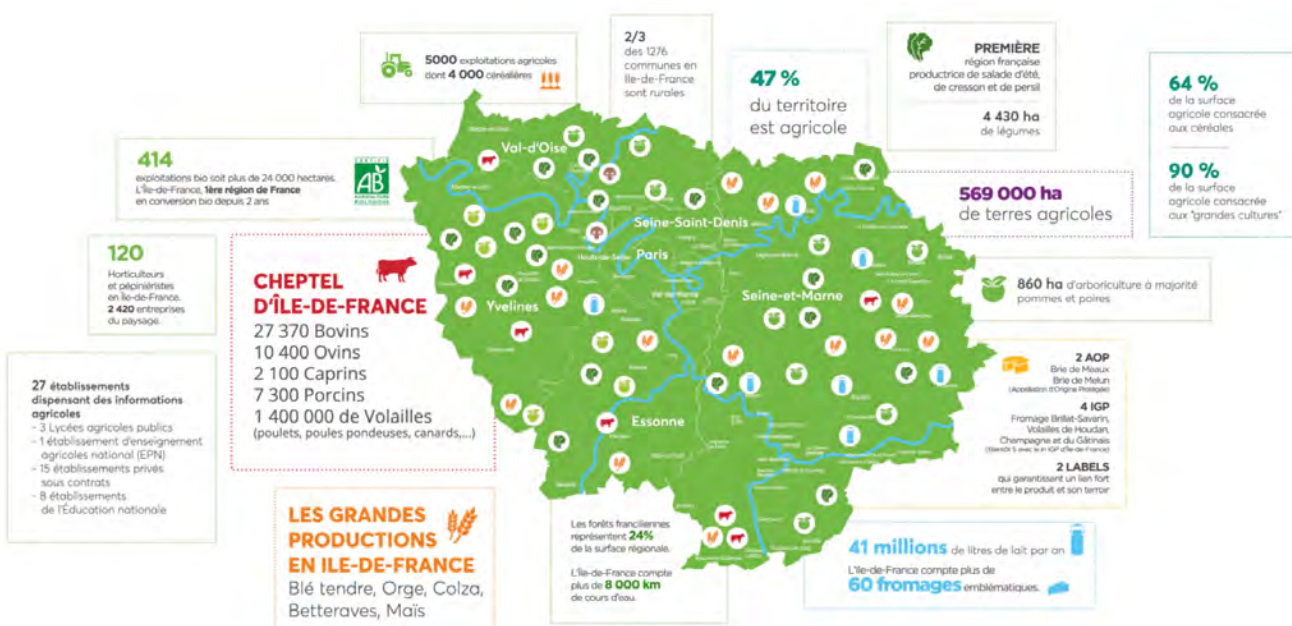 5000 exploitations agricoles
dont 4 000 céréalières
2/3
des 1276
communes en
Ile-de-France
sont rurales
47 %
du territoire
est agricole
PREMIÈRE
région française
productrice de salade d'été,
de cresson et de persil
4 430 ha
de légumes
64 %
de la surface
agricole consacrée
aux céréales
90 %
de la surface
agricole consacrée
aux "grandes cultures"
414
exploitations bio soit plus de 24 000 hectares.
L'Île-de-France, 1ère région de France
en conversion bio depuis 2 ans
AB
AGRICULTURE
BIOLOGIQUE
569 000 ha
de terres agricoles
120
Horticulteurs
et pépiniéristes
en Île-de-France.
2 420 entreprises
du paysage.
CHEPTEL
D'ÎLE-DE-FRANCE
27 370 Bovins
10 400 Ovins
2 100 Caprins
7 300 Porcins
1 400 000 de Volailles
(poulets, poules pondeuses, canards,...)
Val-d'Oise
Seine-Saint-Denis
Hauts-de-Seine
Paris
Val-de-Marne
Yvelines
Seine-et-Marne
Essonne
860 ha d'arboriculture à majorité
pommes et poires
27 établissements
dispensant des informations
agricoles
- 3 Lycées agricoles publics
- 1 établissement d'enseignement
agricoles national (EPN)
- 15 établissements privés
sous contrats
- 8 établissements
de l'Éducation nationale
2 AOP
Brie de Meaux
Brie de Melun
(Appellation d'Origine Protégée)
4 IGP
Fromage Brillat-Savarin,
Volailles de Houdan,
Champagne et du Gâtinais
2 LABELS
qui garantissent un lien fort
entre le produit et son terroir
LES GRANDES
PRODUCTIONS
EN ILE-DE-FRANCE
Blé tendre, Orge, Colza,
Betteraves, Maïs
Les forêts franciliennes
représentent 24%
de la surface régionale.
L'Île-de-France compte
plus de 8 000 km
de cours d'eau.
41 millions de litres de lait par an
L'Ile-de-France compte plus de
60 fromages emblématiques.